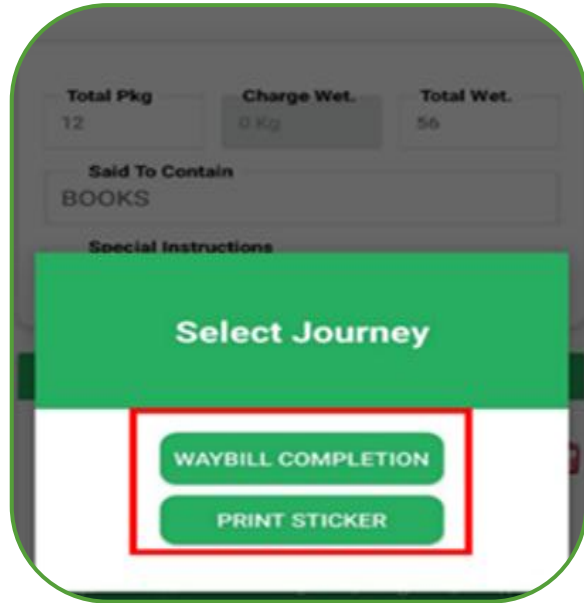 Total Pkg Charge Wet. Total Wet.
12 0 Kg 56
Said To Contain
BOOKS
Special Instructions
Select Journey
WAYBILL COMPLETION
PRINT STICKER